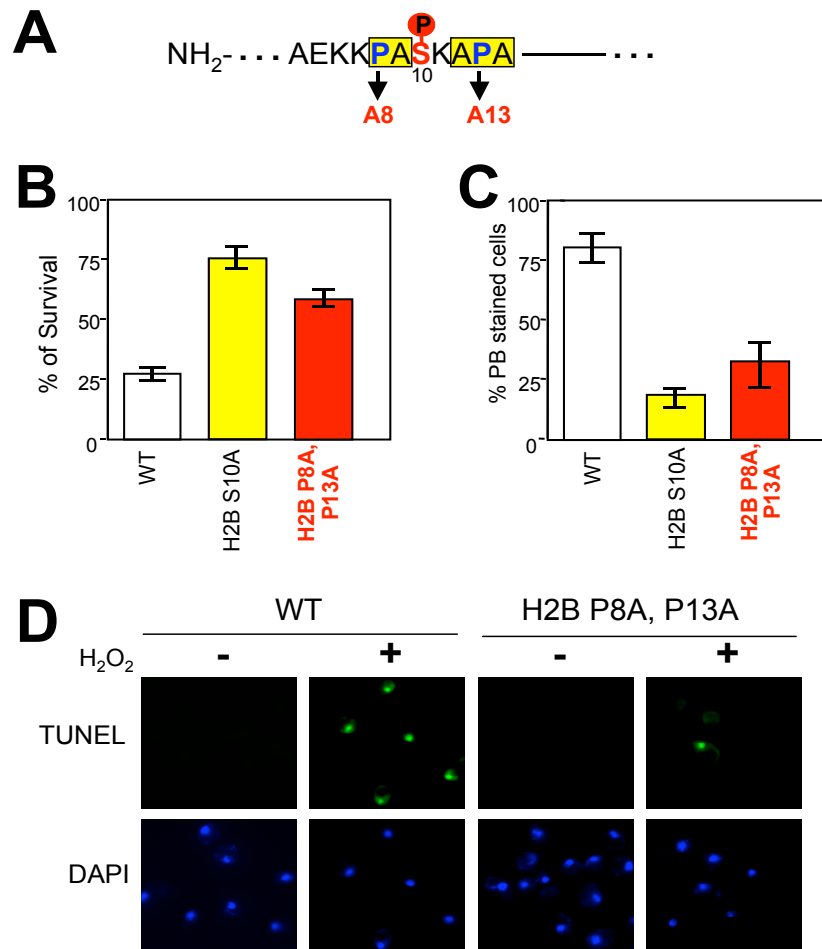 A
P
NH2- . . . AEKKPASKAPA . . .
10
A8 A13
B
100
75
50
25
0
% of Survival
WT
H2B S10A
H2B P8A,
P13A
C
100
75
50
25
0
% PB stained cells
WT
H2B S10A
H2B P8A,
P13A
D
WT H2B P8A, P13A
H2O2 - + - +
TUNEL
DAPI